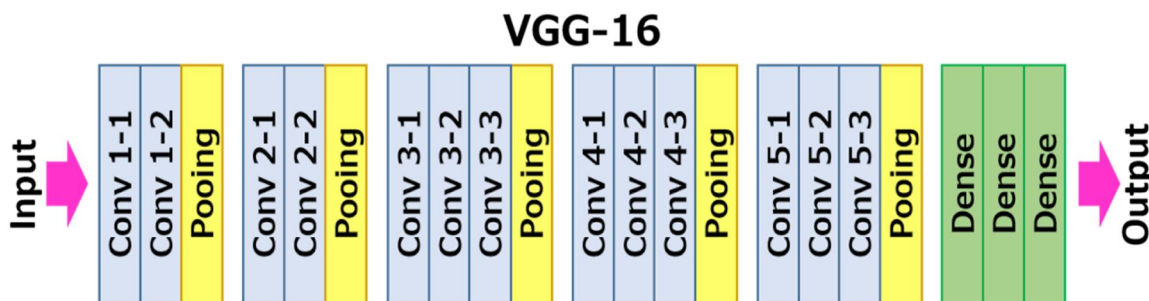 VGG-16
Input
Conv 1-1
Conv 1-2
Pooing
Conv 2-1
Conv 2-2
Pooing
Conv 3-1
Conv 3-2
Conv 3-3
Pooing
Conv 4-1
Conv 4-2
Conv 4-3
Pooing
Conv 5-1
Conv 5-2
Conv 5-3
Pooing
Dense
Dense
Dense
Output